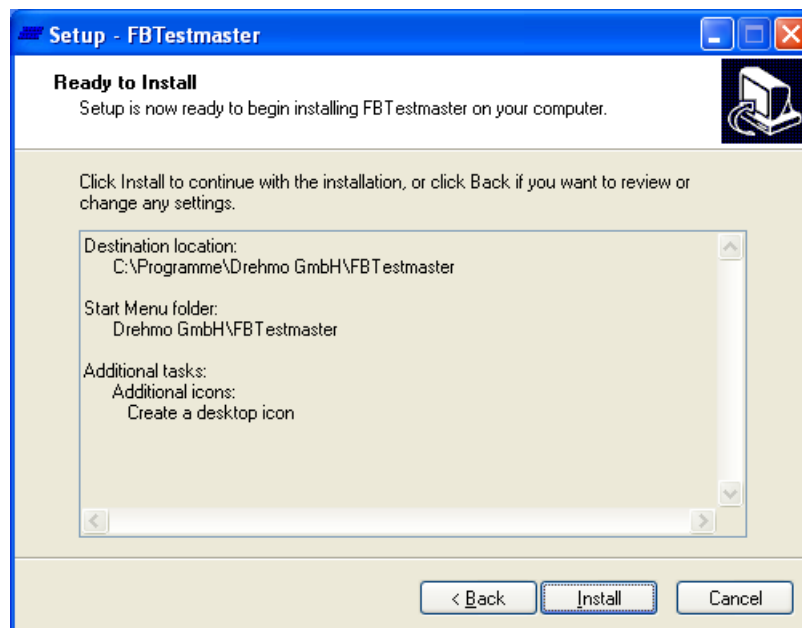 Setup - FBTestmaster
Ready to Install
Setup is now ready to begin installing FBTestmaster on your computer.
Click Install to continue with the installation, or click Back if you want to review or
change any settings.
Destination location:
C:\Programme\Drehmo GmbH\FBTestmaster
Start Menu folder:
Drehmo GmbH\FBTestmaster
Additional tasks:
Additional icons:
Create a desktop icon
< Back
Install
Cancel